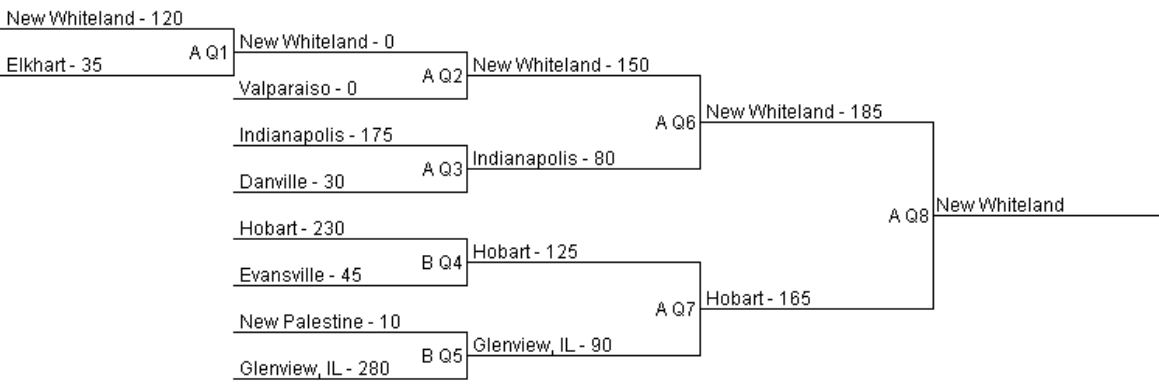 New Whiteland - 120
A Q1
Elkhart - 35
New Whiteland - 0
A Q2
Valparaiso - 0
Indianapolis - 175
A Q3
Danville - 30
Hobart - 230
B Q4
Evansville - 45
New Palestine - 10
B Q5
Glenview, IL - 280
New Whiteland - 150
A Q6
Indianapolis - 80
Hobart - 125
A Q7
Glenview, IL - 90
New Whiteland - 185
A Q8
Hobart - 165
New Whiteland